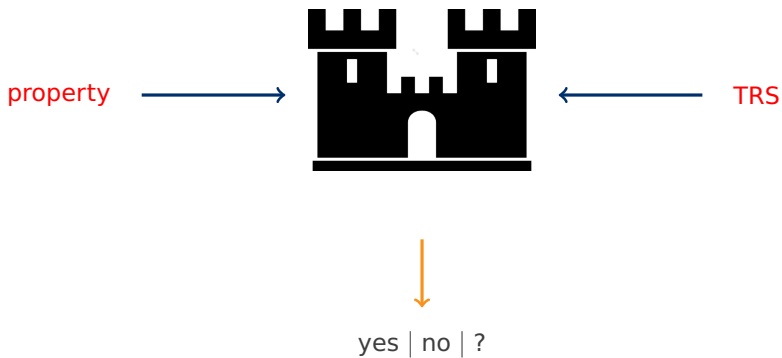 property
TRS
yes | no | ?